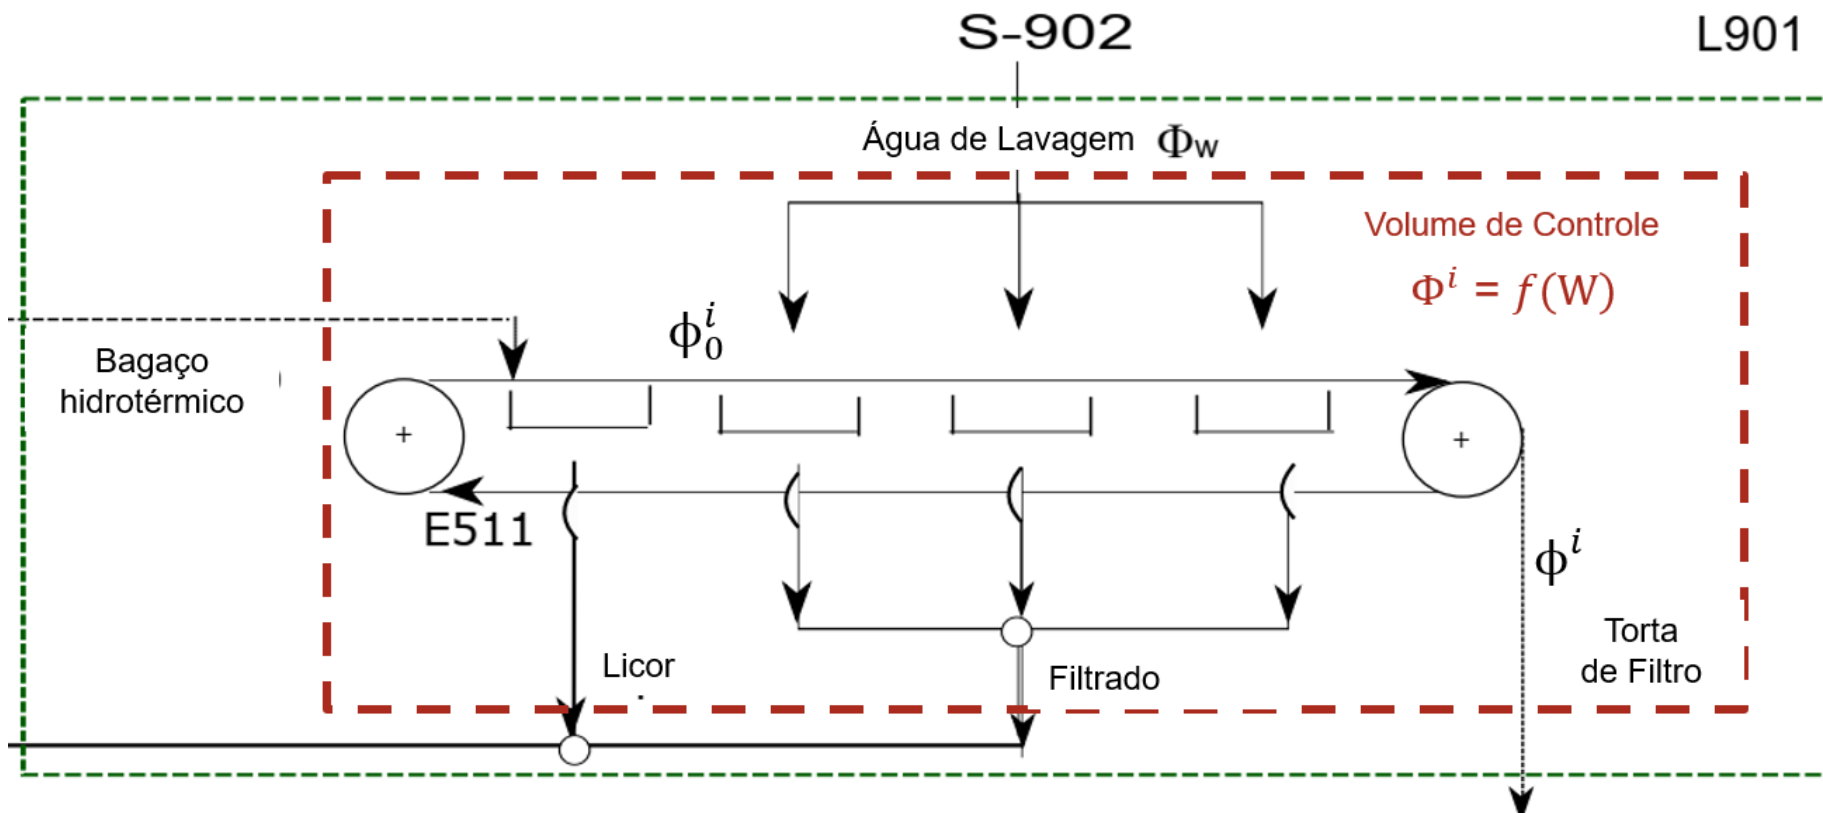 S-902
L901
Água de Lavagem Φw
Volume de Controle
Φ^i = f(W)
ϕ_0^i
Bagaço
hidrotérmico
+
+
E511
ϕ^i
Licor
Filtrado
Torta
de Filtro